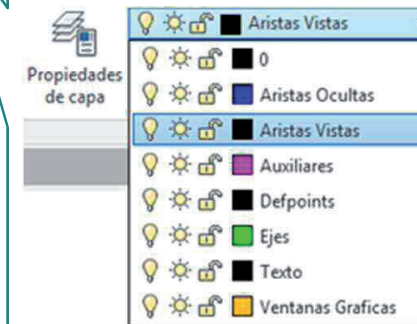 Propiedades
de capa
Aristas Vistas
0
Aristas Ocultas
Aristas Vistas
Auxiliares
Defpoints
Ejes
Texto
Ventanas Graficas